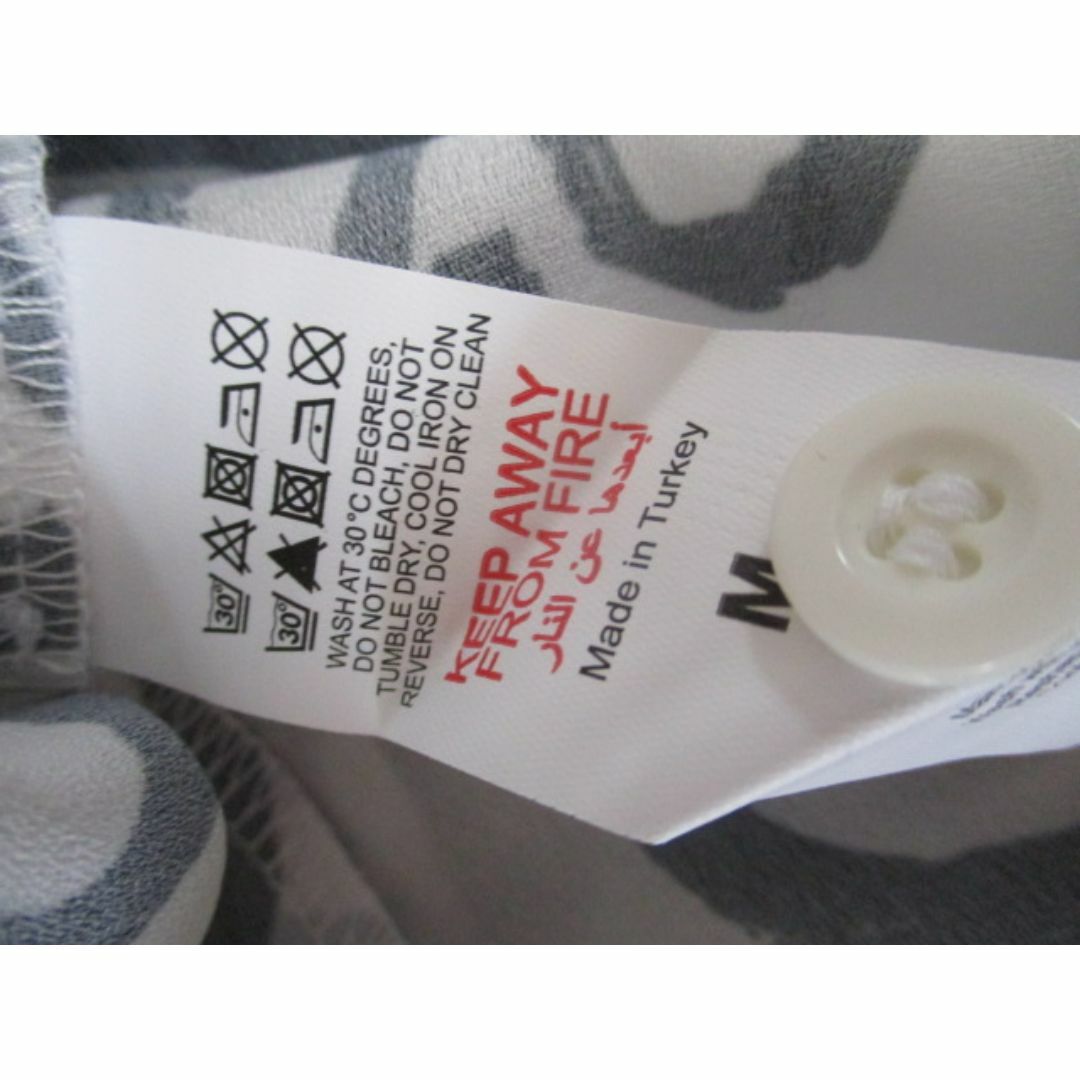 30°
30°
WASH AT 30°C DEGREES,
DO NOT BLEACH, DO NOT
TUMBLE DRY, COOL IRON ON
REVERSE, DO NOT DRY CLEAN
KEEP AWAY
FROM FIRE
أبعدها عن النار
Made in Turkey
M